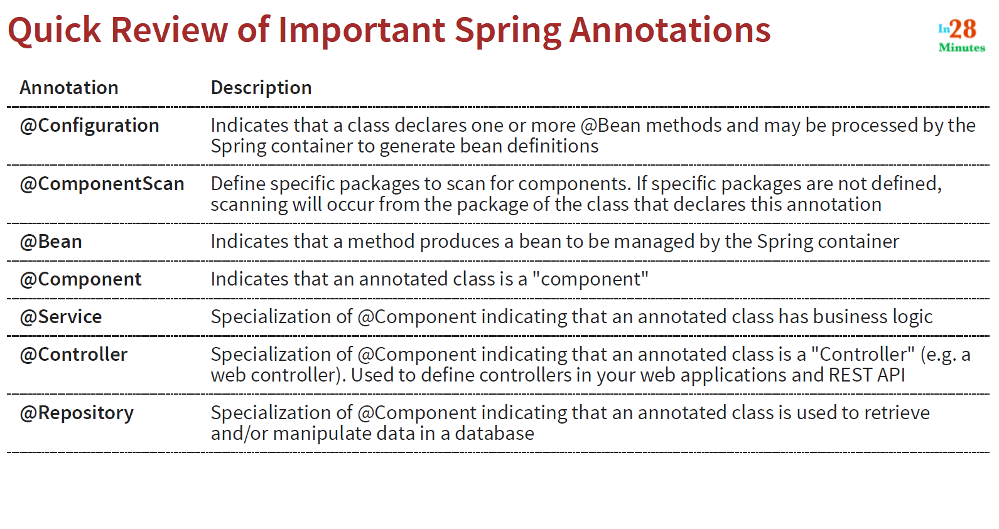 Quick Review of Important Spring Annotations
In28
Minutes
Annotation Description
@Configuration Indicates that a class declares one or more @Bean methods and may be processed by the
Spring container to generate bean definitions
@ComponentScan Define specific packages to scan for components. If specific packages are not defined,
scanning will occur from the package of the class that declares this annotation
@Bean Indicates that a method produces a bean to be managed by the Spring container
@Component Indicates that an annotated class is a "component"
@Service Specialization of @Component indicating that an annotated class has business logic
@Controller Specialization of @Component indicating that an annotated class is a "Controller" (e.g. a
web controller). Used to define controllers in your web applications and REST API
@Repository Specialization of @Component indicating that an annotated class is used to retrieve
and/or manipulate data in a database